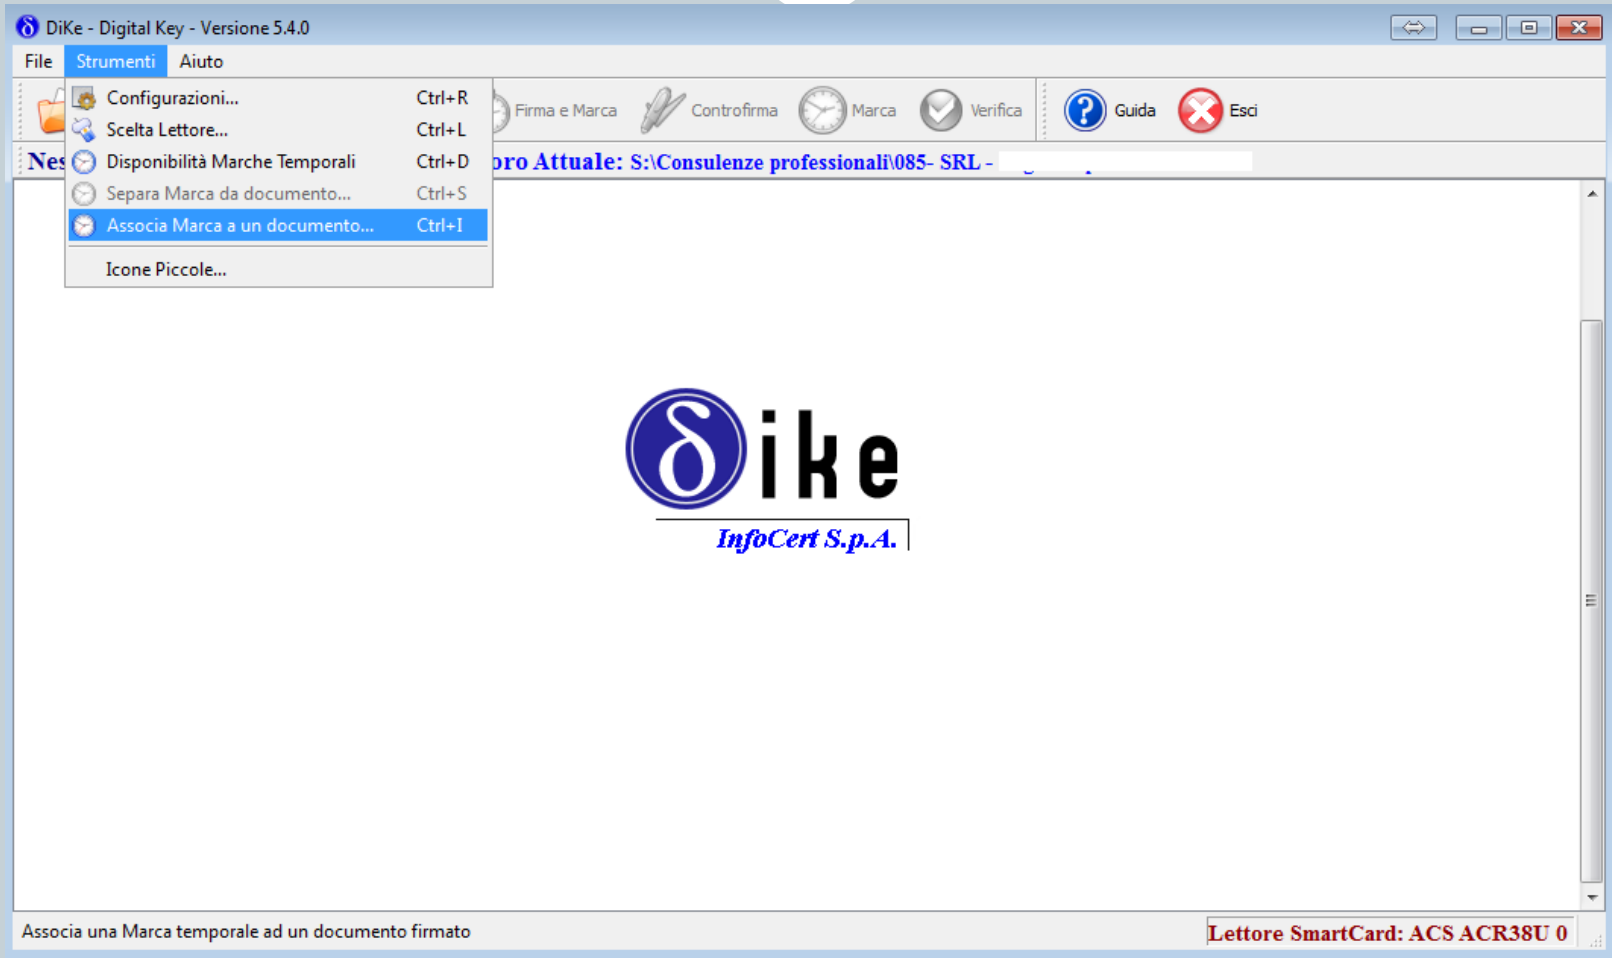 DiKe - Digital Key - Versione 5.4.0
File Strumenti Aiuto
Firma e Marca Controfirma Marca Verifica Guida Esci
Configurazioni... Ctrl+R
Scelta Lettore... Ctrl+L
Disponibilità Marche Temporali Ctrl+D
Separa Marca da documento... Ctrl+S
Associa Marca a un documento... Ctrl+I
Icone Piccole...
Nes oro Attuale: S:\Consulenze professionali\085- SRL -
δike
InfoCert S.p.A.
Associa una Marca temporale ad un documento firmato
Lettore SmartCard: ACS ACR38U 0